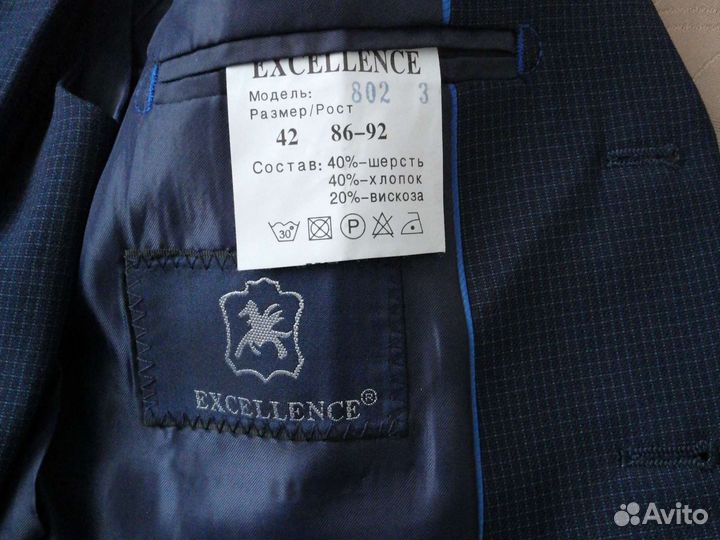 EXCELLENCE
Модель: 802 3
Размер/Рост
42 86-92
Состав: 40%-шерсть
40%-хлопок
20%-вискоза
30° P
EXCELLENCE®
Avito